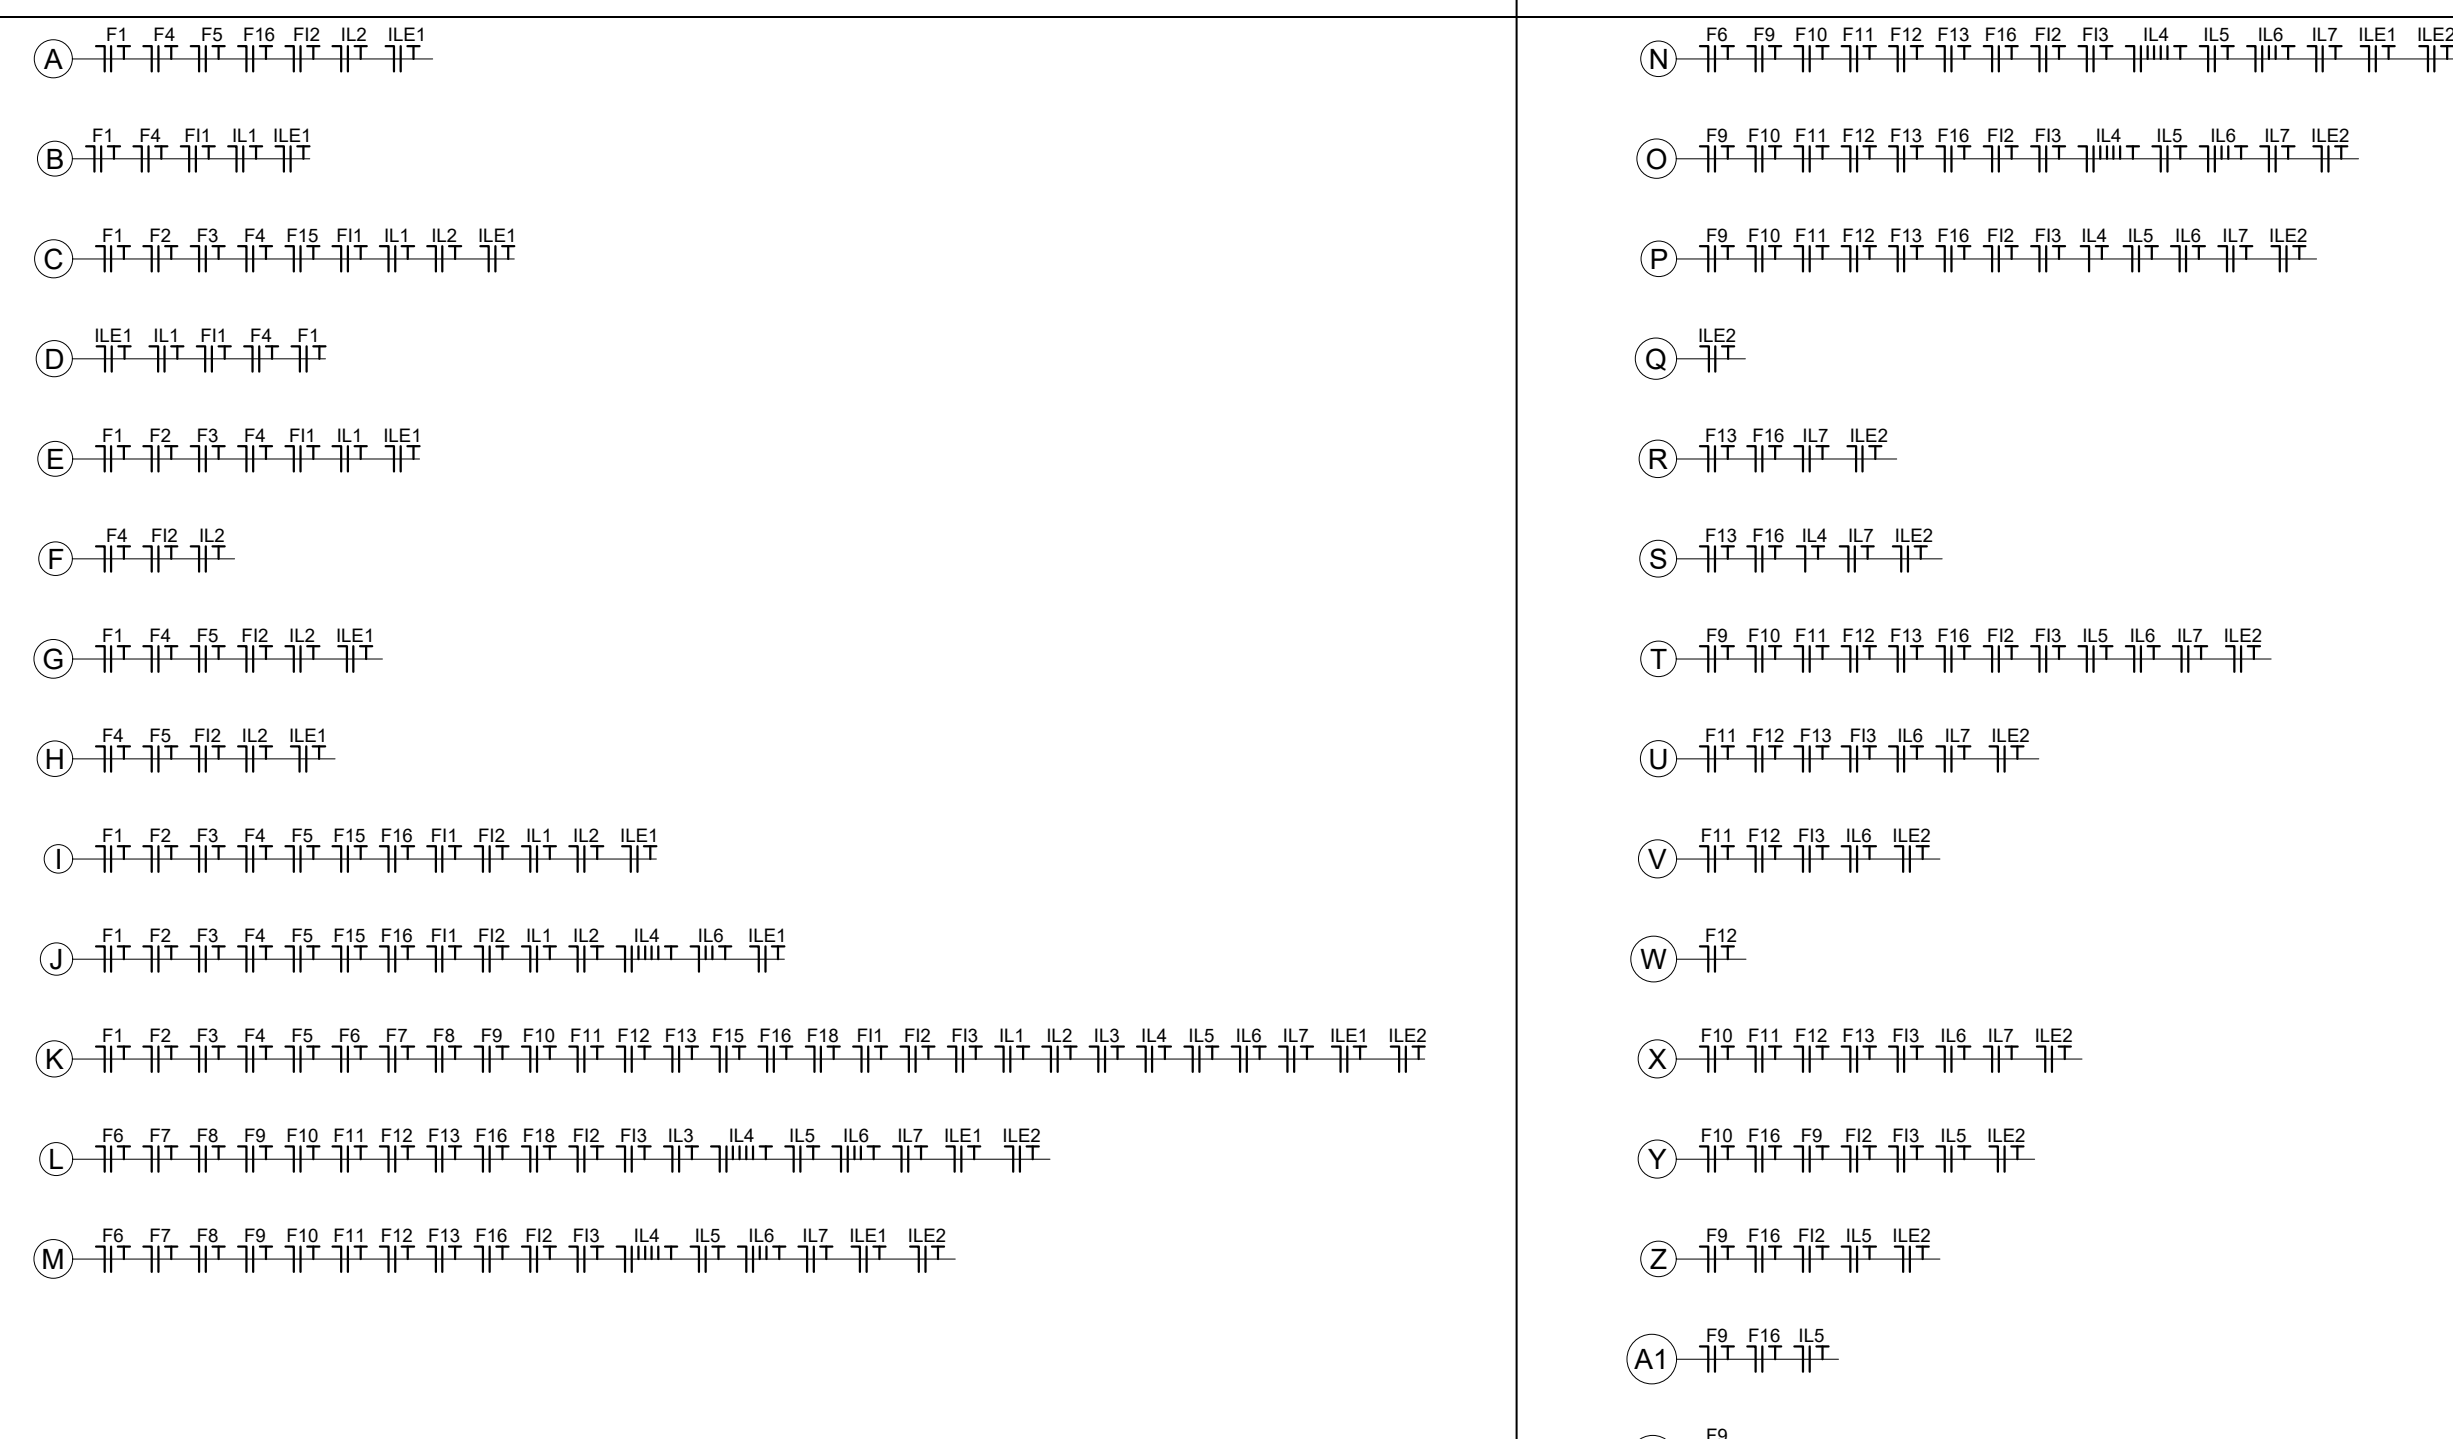 F1 F4 F5 F16 FI2 IL2 ILE1
A
F1 F4 FI1 IL1 ILE1
B
F1 F2 F3 F4 F15 FI1 IL1 IL2 ILE1
C
ILE1 IL1 FI1 F4 F1
D
F1 F2 F3 F4 FI1 IL1 ILE1
E
F4 FI2 IL2
F
F1 F4 F5 FI2 IL2 ILE1
G
F4 F5 FI2 IL2 ILE1
H
F1 F2 F3 F4 F5 F15 F16 FI1 FI2 IL1 IL2 ILE1
I
F1 F2 F3 F4 F5 F15 F16 FI1 FI2 IL1 IL2 IL4 IL6 ILE1
J
F1 F2 F3 F4 F5 F6 F7 F8 F9 F10 F11 F12 F13 F15 F16 F18 FI1 FI2 FI3 IL1 IL2 IL3 IL4 IL5 IL6 IL7 ILE1 ILE2
K
F6 F7 F8 F9 F10 F11 F12 F13 F16 F18 FI2 FI3 IL3 IL4 IL5 IL6 IL7 ILE1 ILE2
L
F6 F7 F8 F9 F10 F11 F12 F13 F16 FI2 FI3 IL4 IL5 IL6 IL7 ILE1 ILE2
M
F6 F9 F10 F11 F12 F13 F16 FI2 FI3 IL4 IL5 IL6 IL7 ILE1 ILE2
N
F9 F10 F11 F12 F13 F16 FI2 FI3 IL4 IL5 IL6 IL7 ILE2
O
F9 F10 F11 F12 F13 F16 FI2 FI3 IL4 IL5 IL6 IL7 ILE2
P
ILE2
Q
F13 F16 IL7 ILE2
R
F13 F16 IL4 IL7 ILE2
S
F9 F10 F11 F12 F13 F16 FI2 FI3 IL5 IL6 IL7 ILE2
T
F11 F12 F13 FI3 IL6 IL7 ILE2
U
F11 F12 FI3 IL6 ILE2
V
F12
W
F10 F11 F12 F13 FI3 IL6 IL7 ILE2
X
F10 F16 F9 FI2 FI3 IL5 ILE2
Y
F9 F16 FI2 IL5 ILE2
Z
F9 F16 IL5
A1
F9